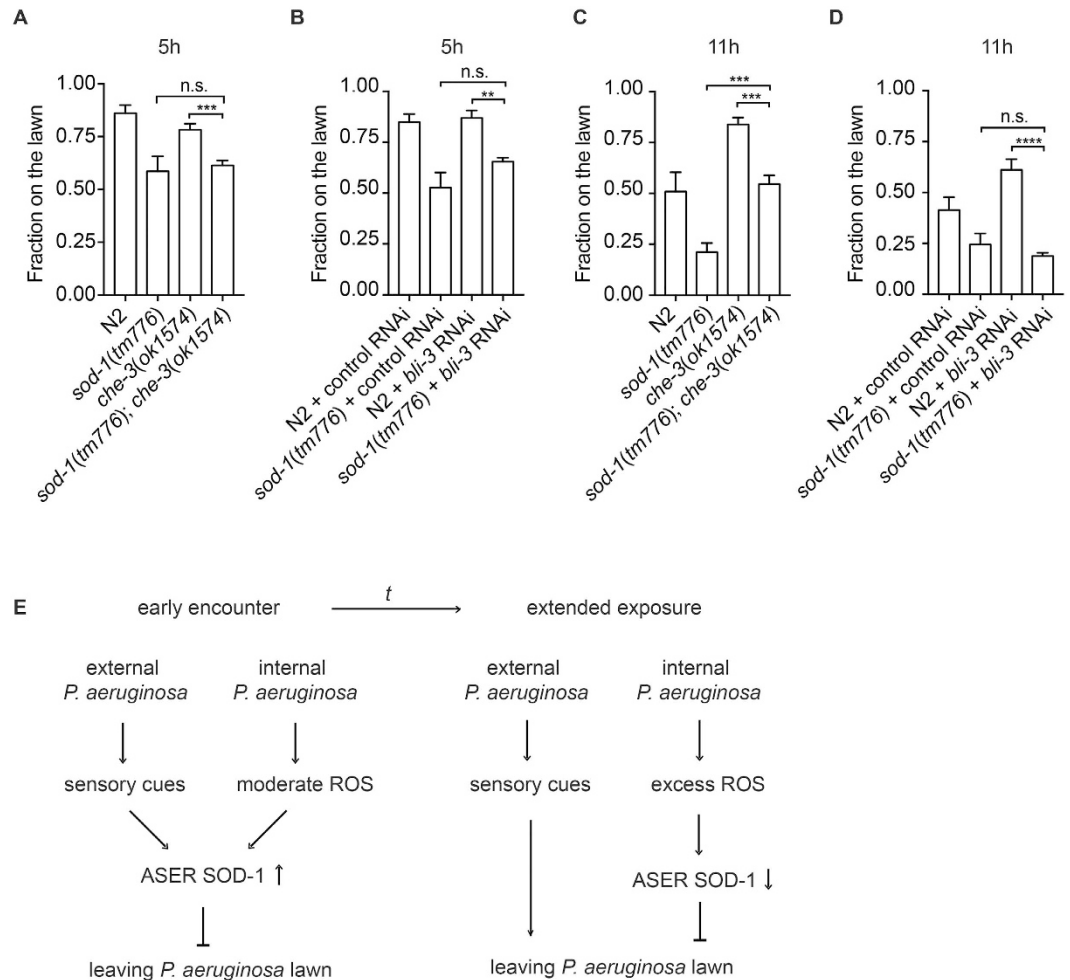 A
5h
1.00
0.75
0.50
0.25
0.00
Fraction on the lawn
n.s.
***
N2
sod-1(tm776)
che-3(ok1574)
sod-1(tm776); che-3(ok1574)
B
5h
1.00
0.75
0.50
0.25
0.00
Fraction on the lawn
n.s.
**
N2 + control RNAi
sod-1(tm776) + control RNAi
N2 + bli-3 RNAi
sod-1(tm776) + bli-3 RNAi
C
11h
1.00
0.75
0.50
0.25
0.00
Fraction on the lawn
***
***
N2
sod-1(tm776)
che-3(ok1574)
sod-1(tm776); che-3(ok1574)
D
11h
1.00
0.75
0.50
0.25
0.00
Fraction on the lawn
n.s.
****
N2 + control RNAi
sod-1(tm776) + control RNAi
N2 + bli-3 RNAi
sod-1(tm776) + bli-3 RNAi
E
early encounter
t
extended exposure
external
P. aeruginosa
internal
P. aeruginosa
external
P. aeruginosa
internal
P. aeruginosa
sensory cues
moderate ROS
sensory cues
excess ROS
ASER SOD-1 ↑
ASER SOD-1 ↓
leaving P. aeruginosa lawn
leaving P. aeruginosa lawn